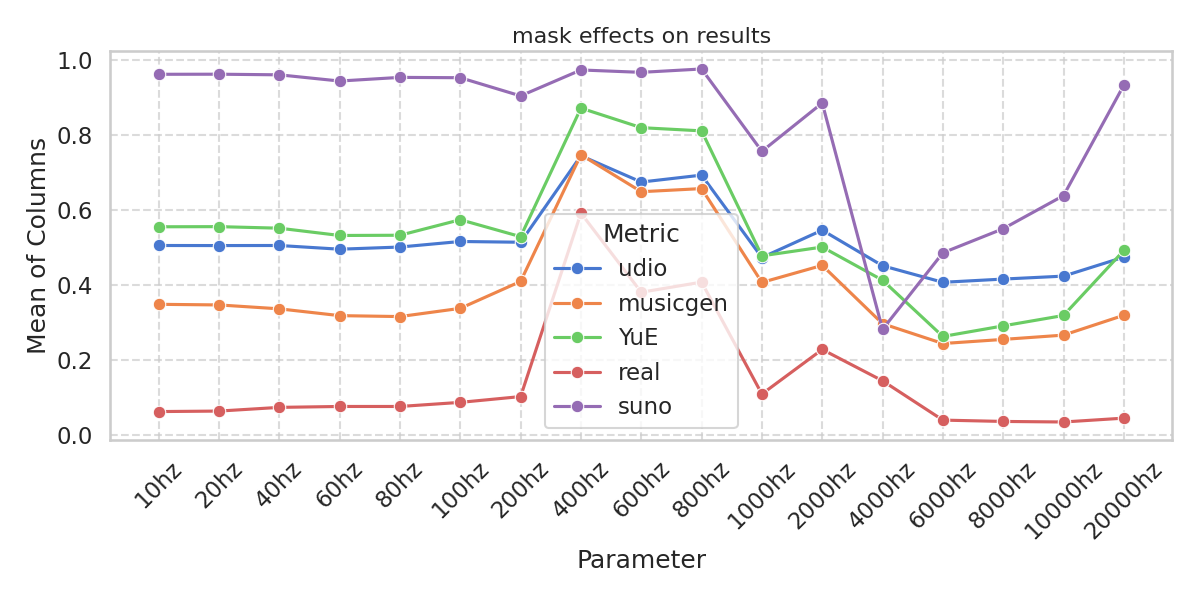 mask effects on results
Mean of Columns
1.0
0.8
0.6
0.4
0.2
0.0
Metric
udio
musicgen
YuE
real
suno
10hz
20hz
40hz
60hz
80hz
100hz
200hz
400hz
600hz
800hz
1000hz
2000hz
4000hz
6000hz
8000hz
10000hz
20000hz
Parameter